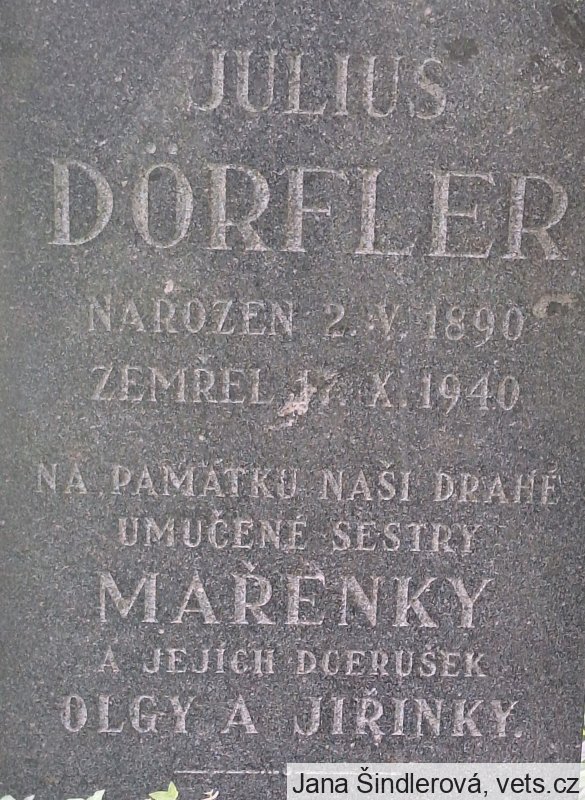 JULIUS
DÖRFLER
NAROZEN 2. V. 1890
ZEMŘEL 17. X. 1940
NA PAMÁTKU NAŠÍ DRAHÉ
UMUČENÉ SESTRY
MAŘENKY
A JEJÍCH DCERUŠEK
OLGY A JIŘINKY.
Jana Šindlerová, vets.cz